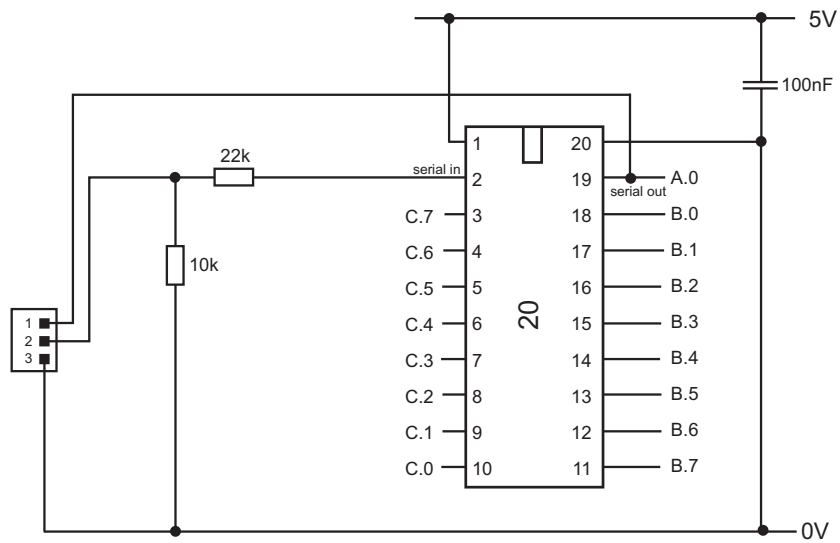 5V
100nF
22k
serial in
1 20
2 19 A.0
serial out
C.7 3 18 B.0
C.6 4 17 B.1
10k
C.5 5 16 B.2
20
1
C.4 6 15 B.3
2
3
C.3 7 14 B.4
C.2 8 13 B.5
C.1 9 12 B.6
C.0 10 11 B.7
0V